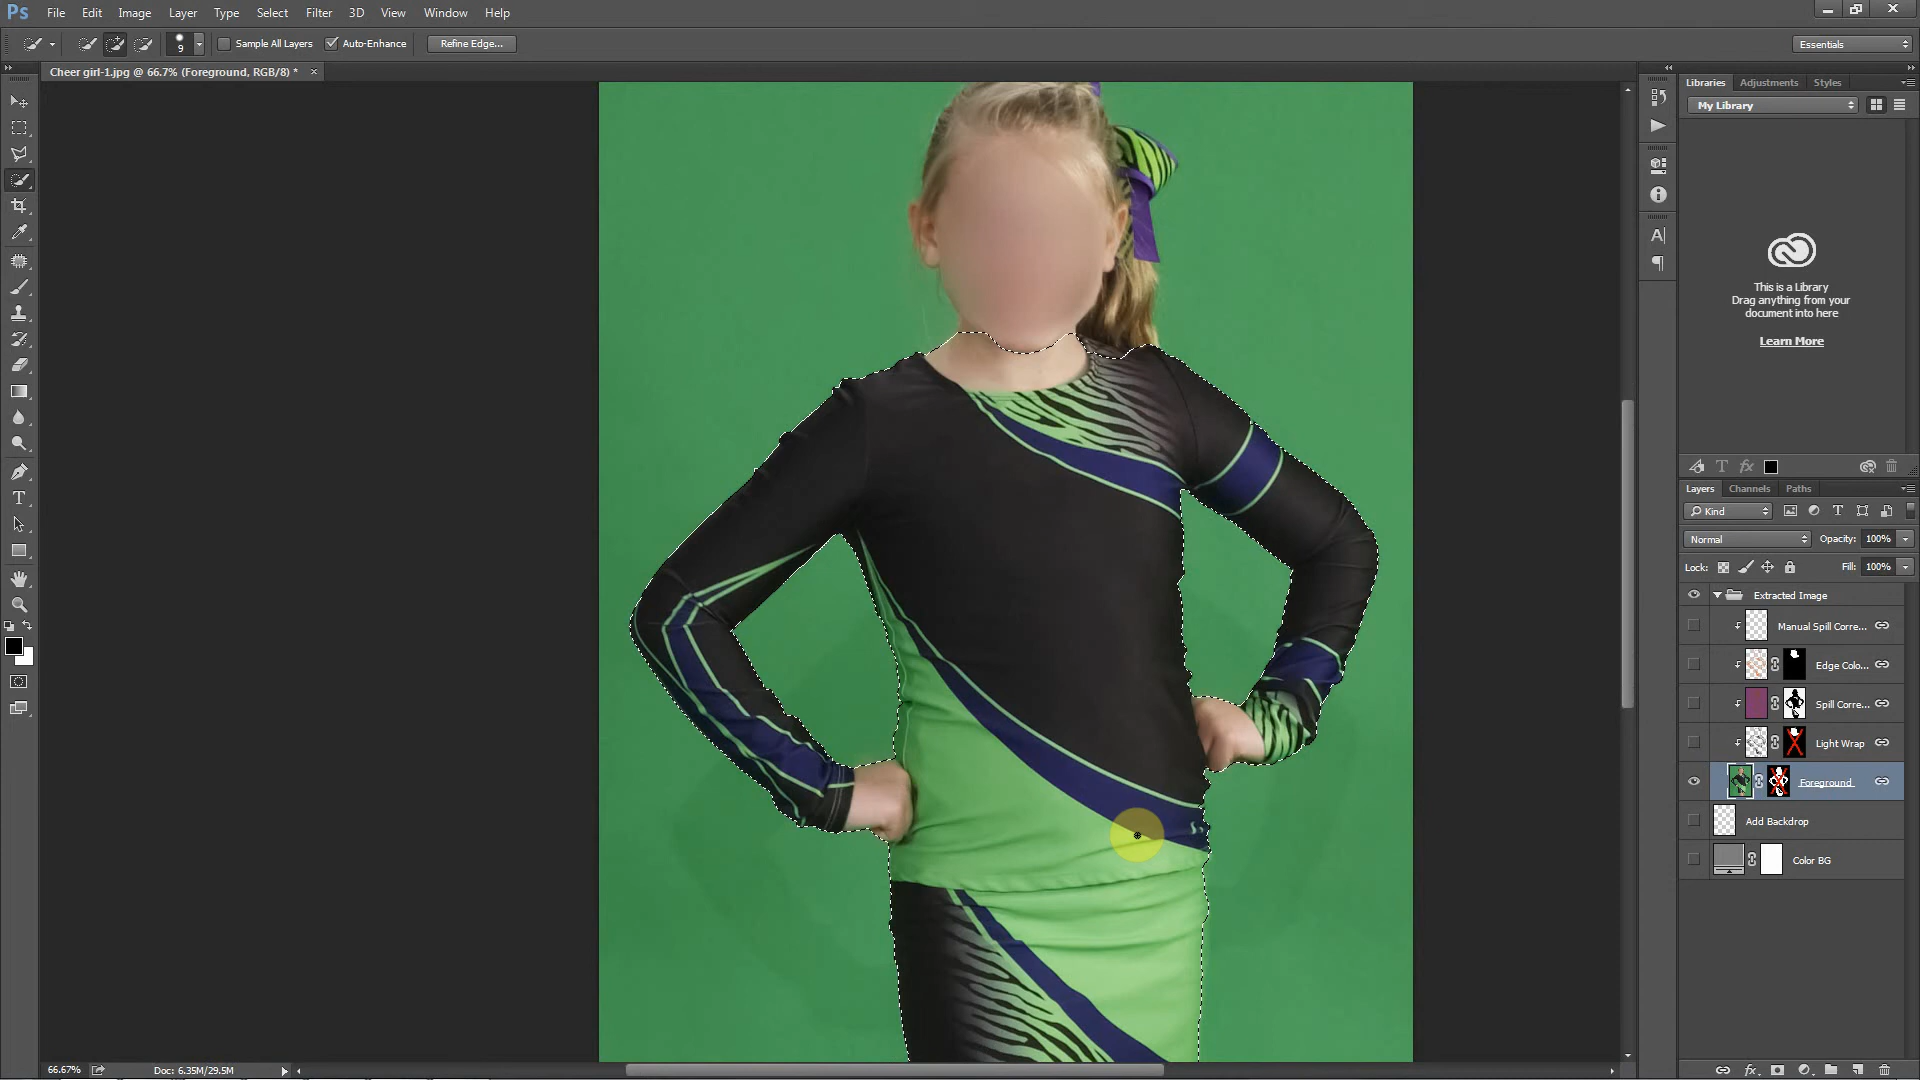 Ps File Edit Image Layer Type Select Filter 3D View Window Help
9 Sample All Layers Auto-Enhance Refine Edge... Essentials
Cheer girl-1.jpg @ 66.7% (Foreground, RGB/8) * ×
Libraries Adjustments Styles
My Library
This is a Library
Drag anything from your
document into here
Learn More
Layers Channels Paths
Kind
Normal Opacity: 100%
Lock: Fill: 100%
Extracted Image
Manual Spill Corre...
Edge Colo...
Spill Corre...
Light Wrap
Foreground
Add Backdrop
Color BG
66.67% Doc: 6.35M/29.5M